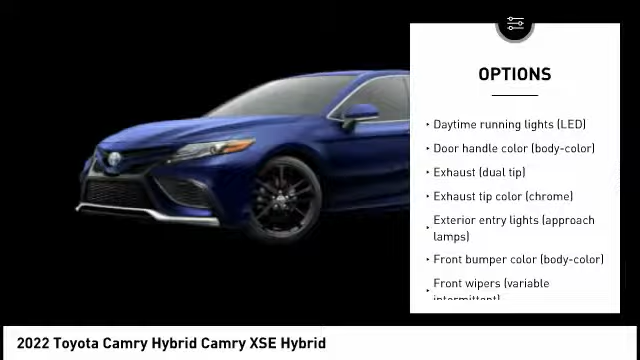 OPTIONS
• Daytime running lights (LED)
• Door handle color (body-color)
• Exhaust (dual tip)
• Exhaust tip color (chrome)
• Exterior entry lights (approach
lamps)
• Front bumper color (body-color)
• Front wipers (variable
intermittent)
2022 Toyota Camry Hybrid Camry XSE Hybrid